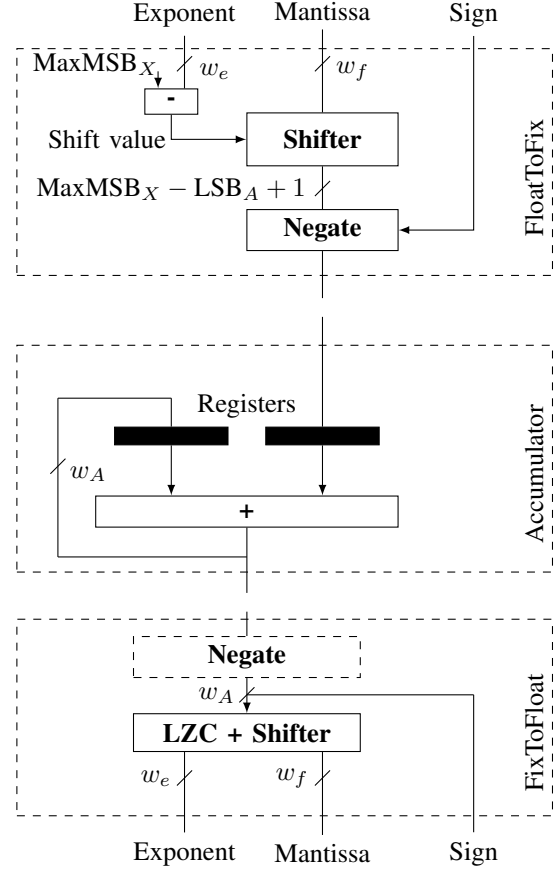 Exponent Mantissa Sign
MaxMSB_X w_e w_f
-
Shift value Shifter
MaxMSB_X − LSB_A + 1
Negate
FloatToFix
Registers
w_A
+
Accumulator
Negate
w_A
LZC + Shifter
w_e w_f
FixToFloat
Exponent Mantissa Sign